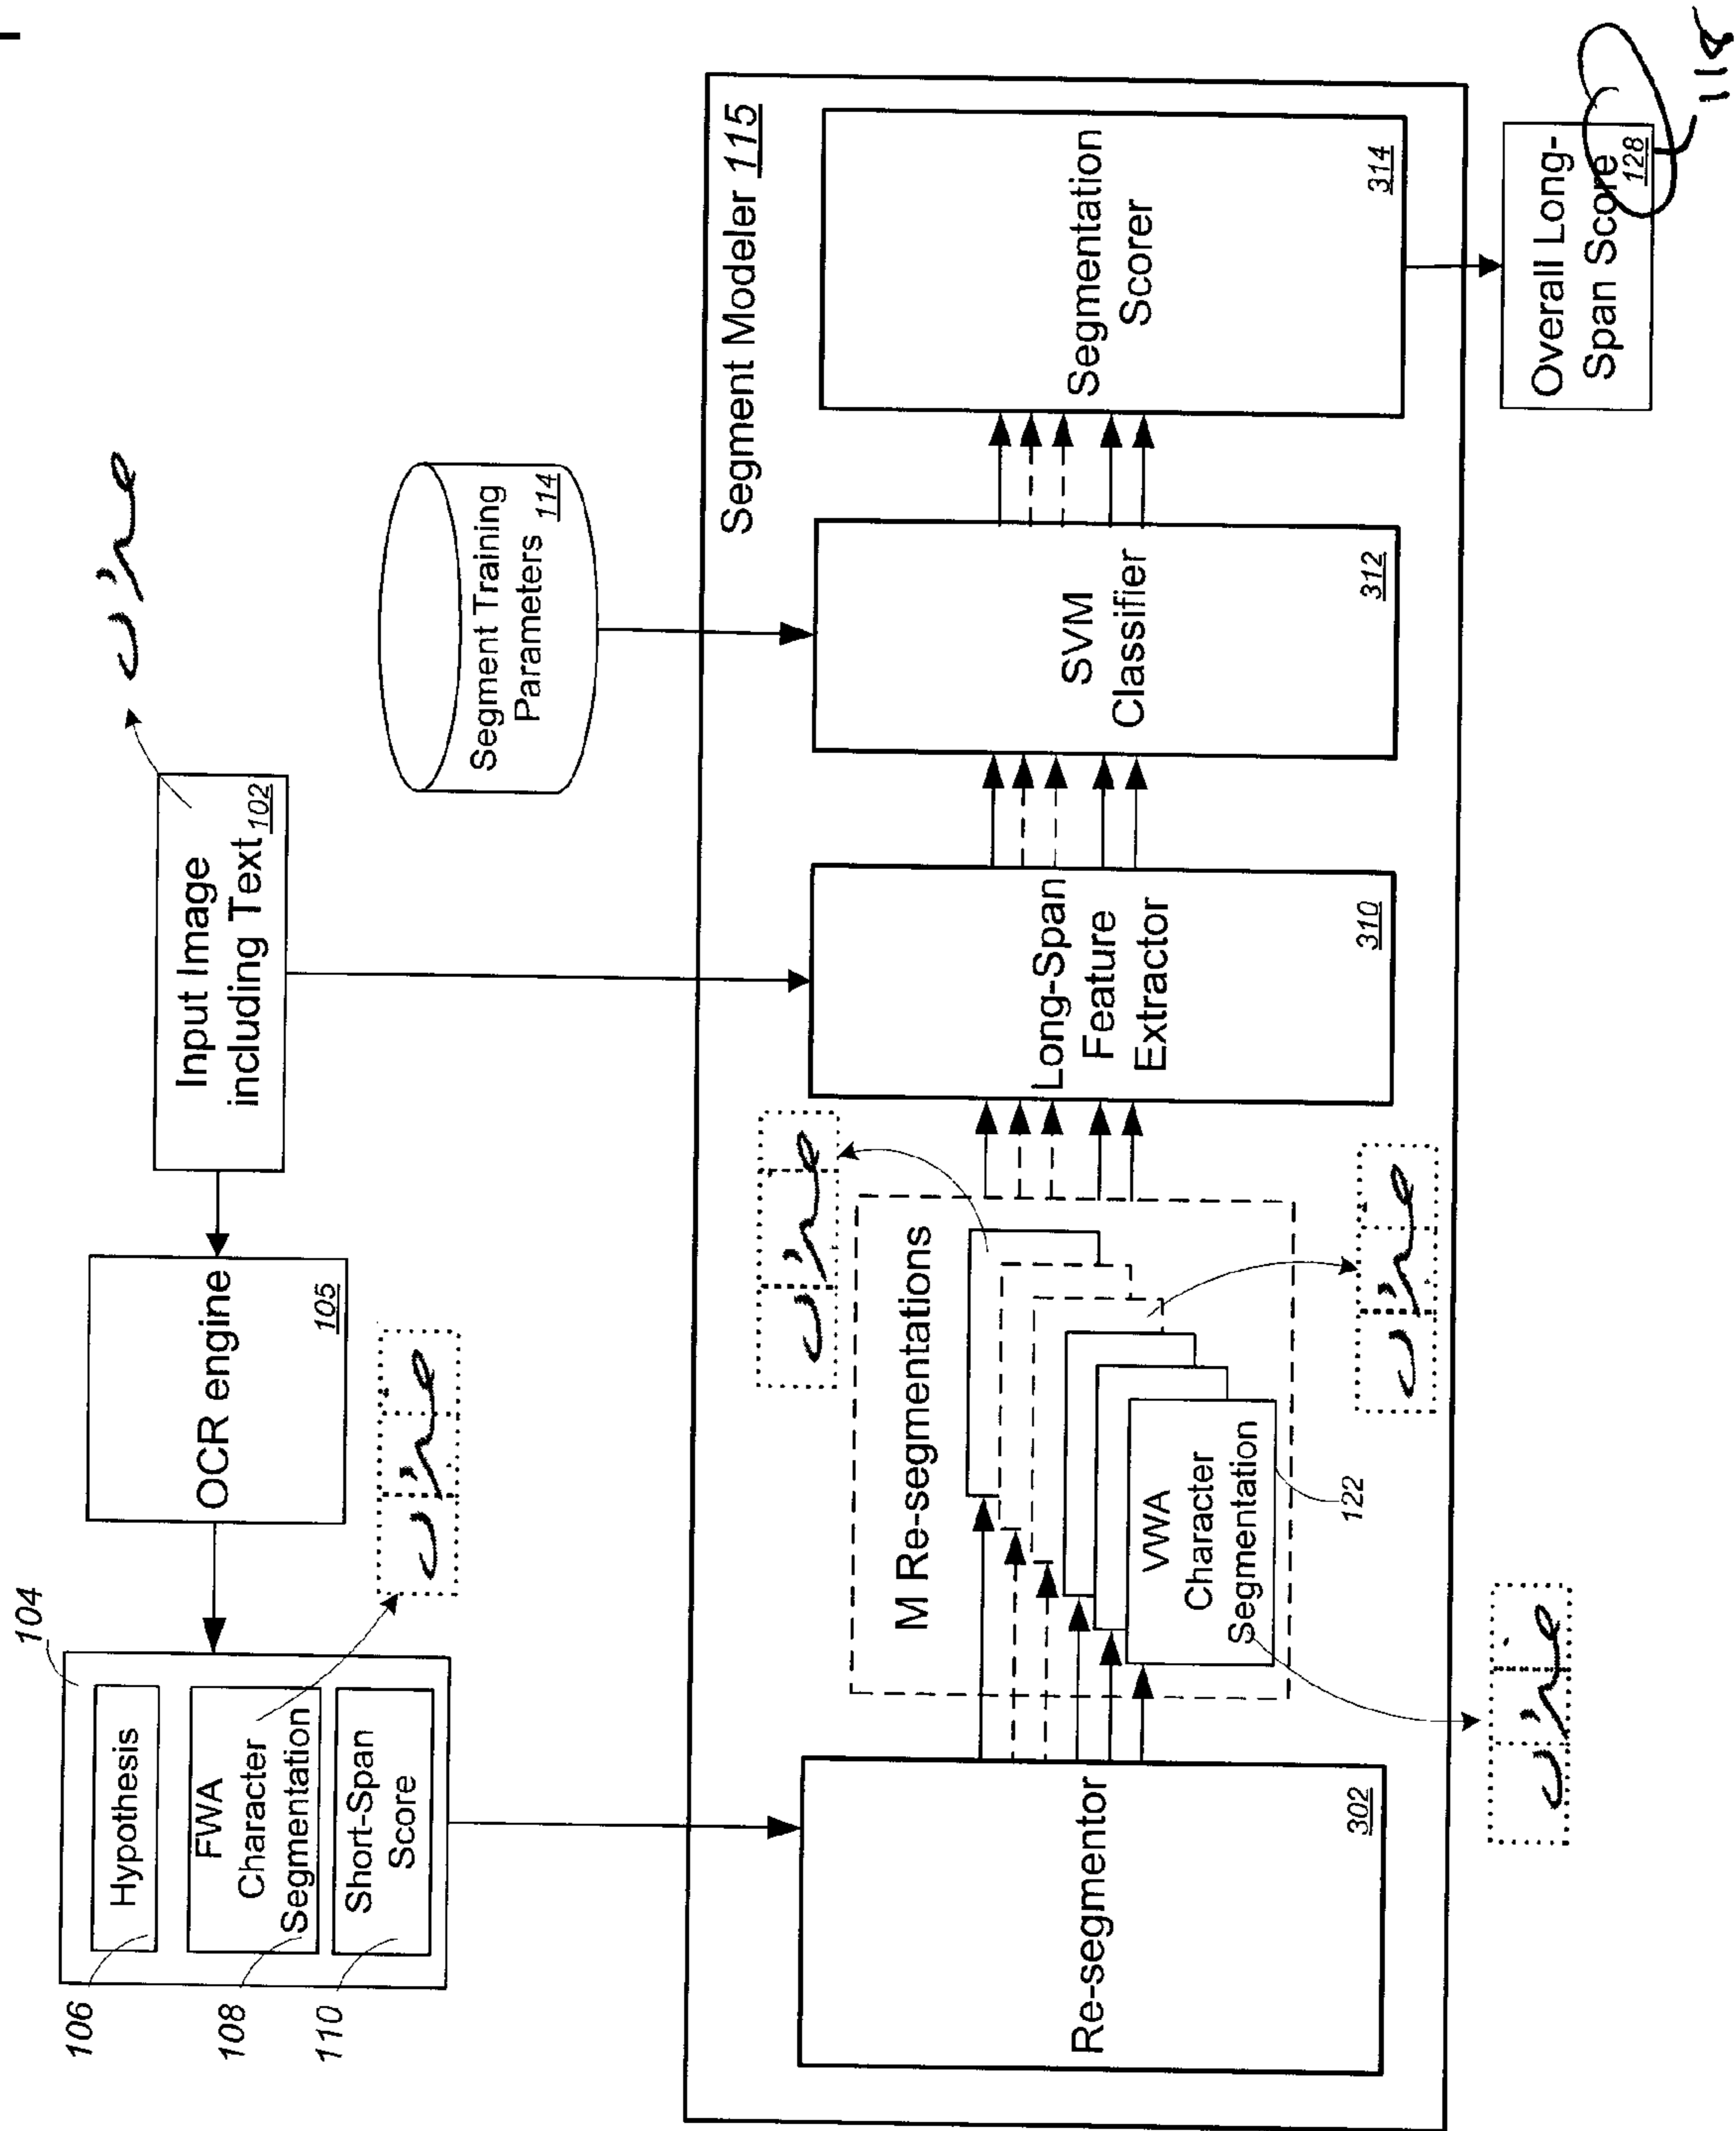 104
Hypothesis
FWA
Character
Segmentation
Short-Span
Score
106
108
110
OCR engine
105
Input Image
including Text 102
Segment Training
Parameters 114
Segment Modeler 115
Re-segmentor
302
M Re-segmentations
VWA
Character
Segmentation
122
Long-Span
Feature
Extractor
310
SVM
Classifier
312
Segmentation
Scorer
314
Overall Long-
Span Score
128
118